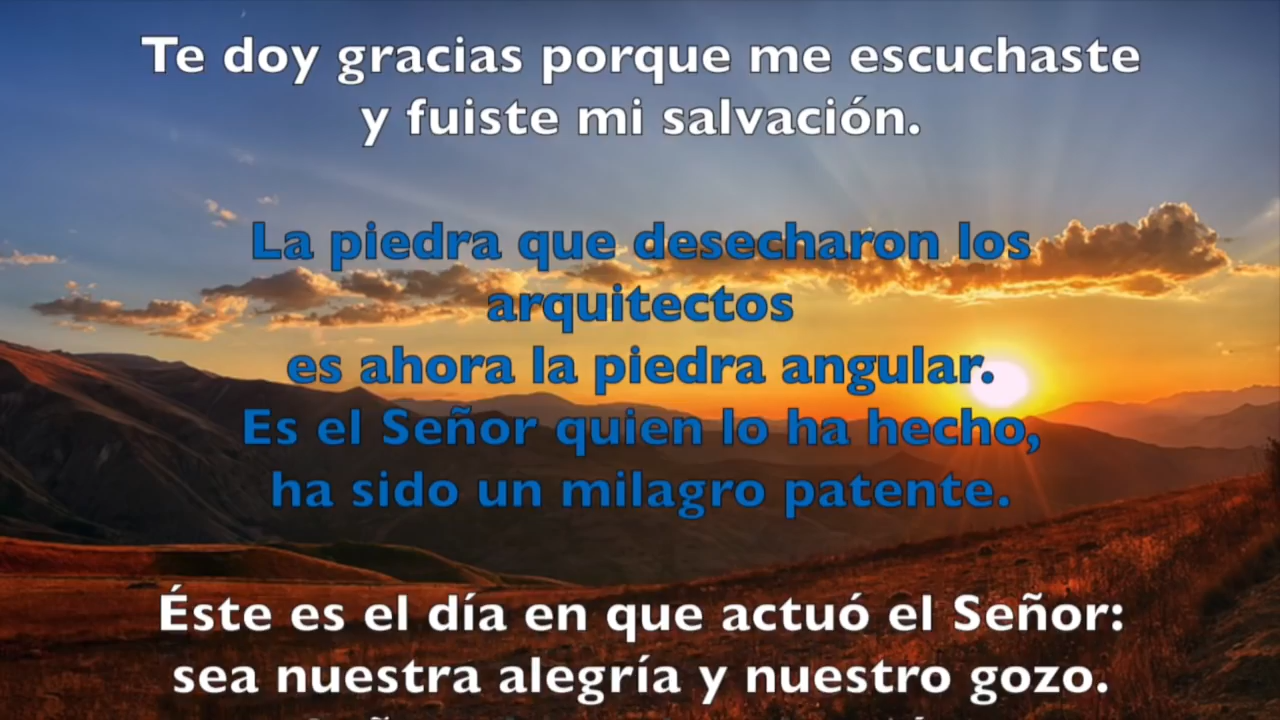 Te doy gracias porque me escuchaste
y fuiste mi salvación.
La piedra que desecharon los
arquitectos
es ahora la piedra angular.
Es el Señor quien lo ha hecho,
ha sido un milagro patente.
Éste es el día en que actuó el Señor:
sea nuestra alegría y nuestro gozo.